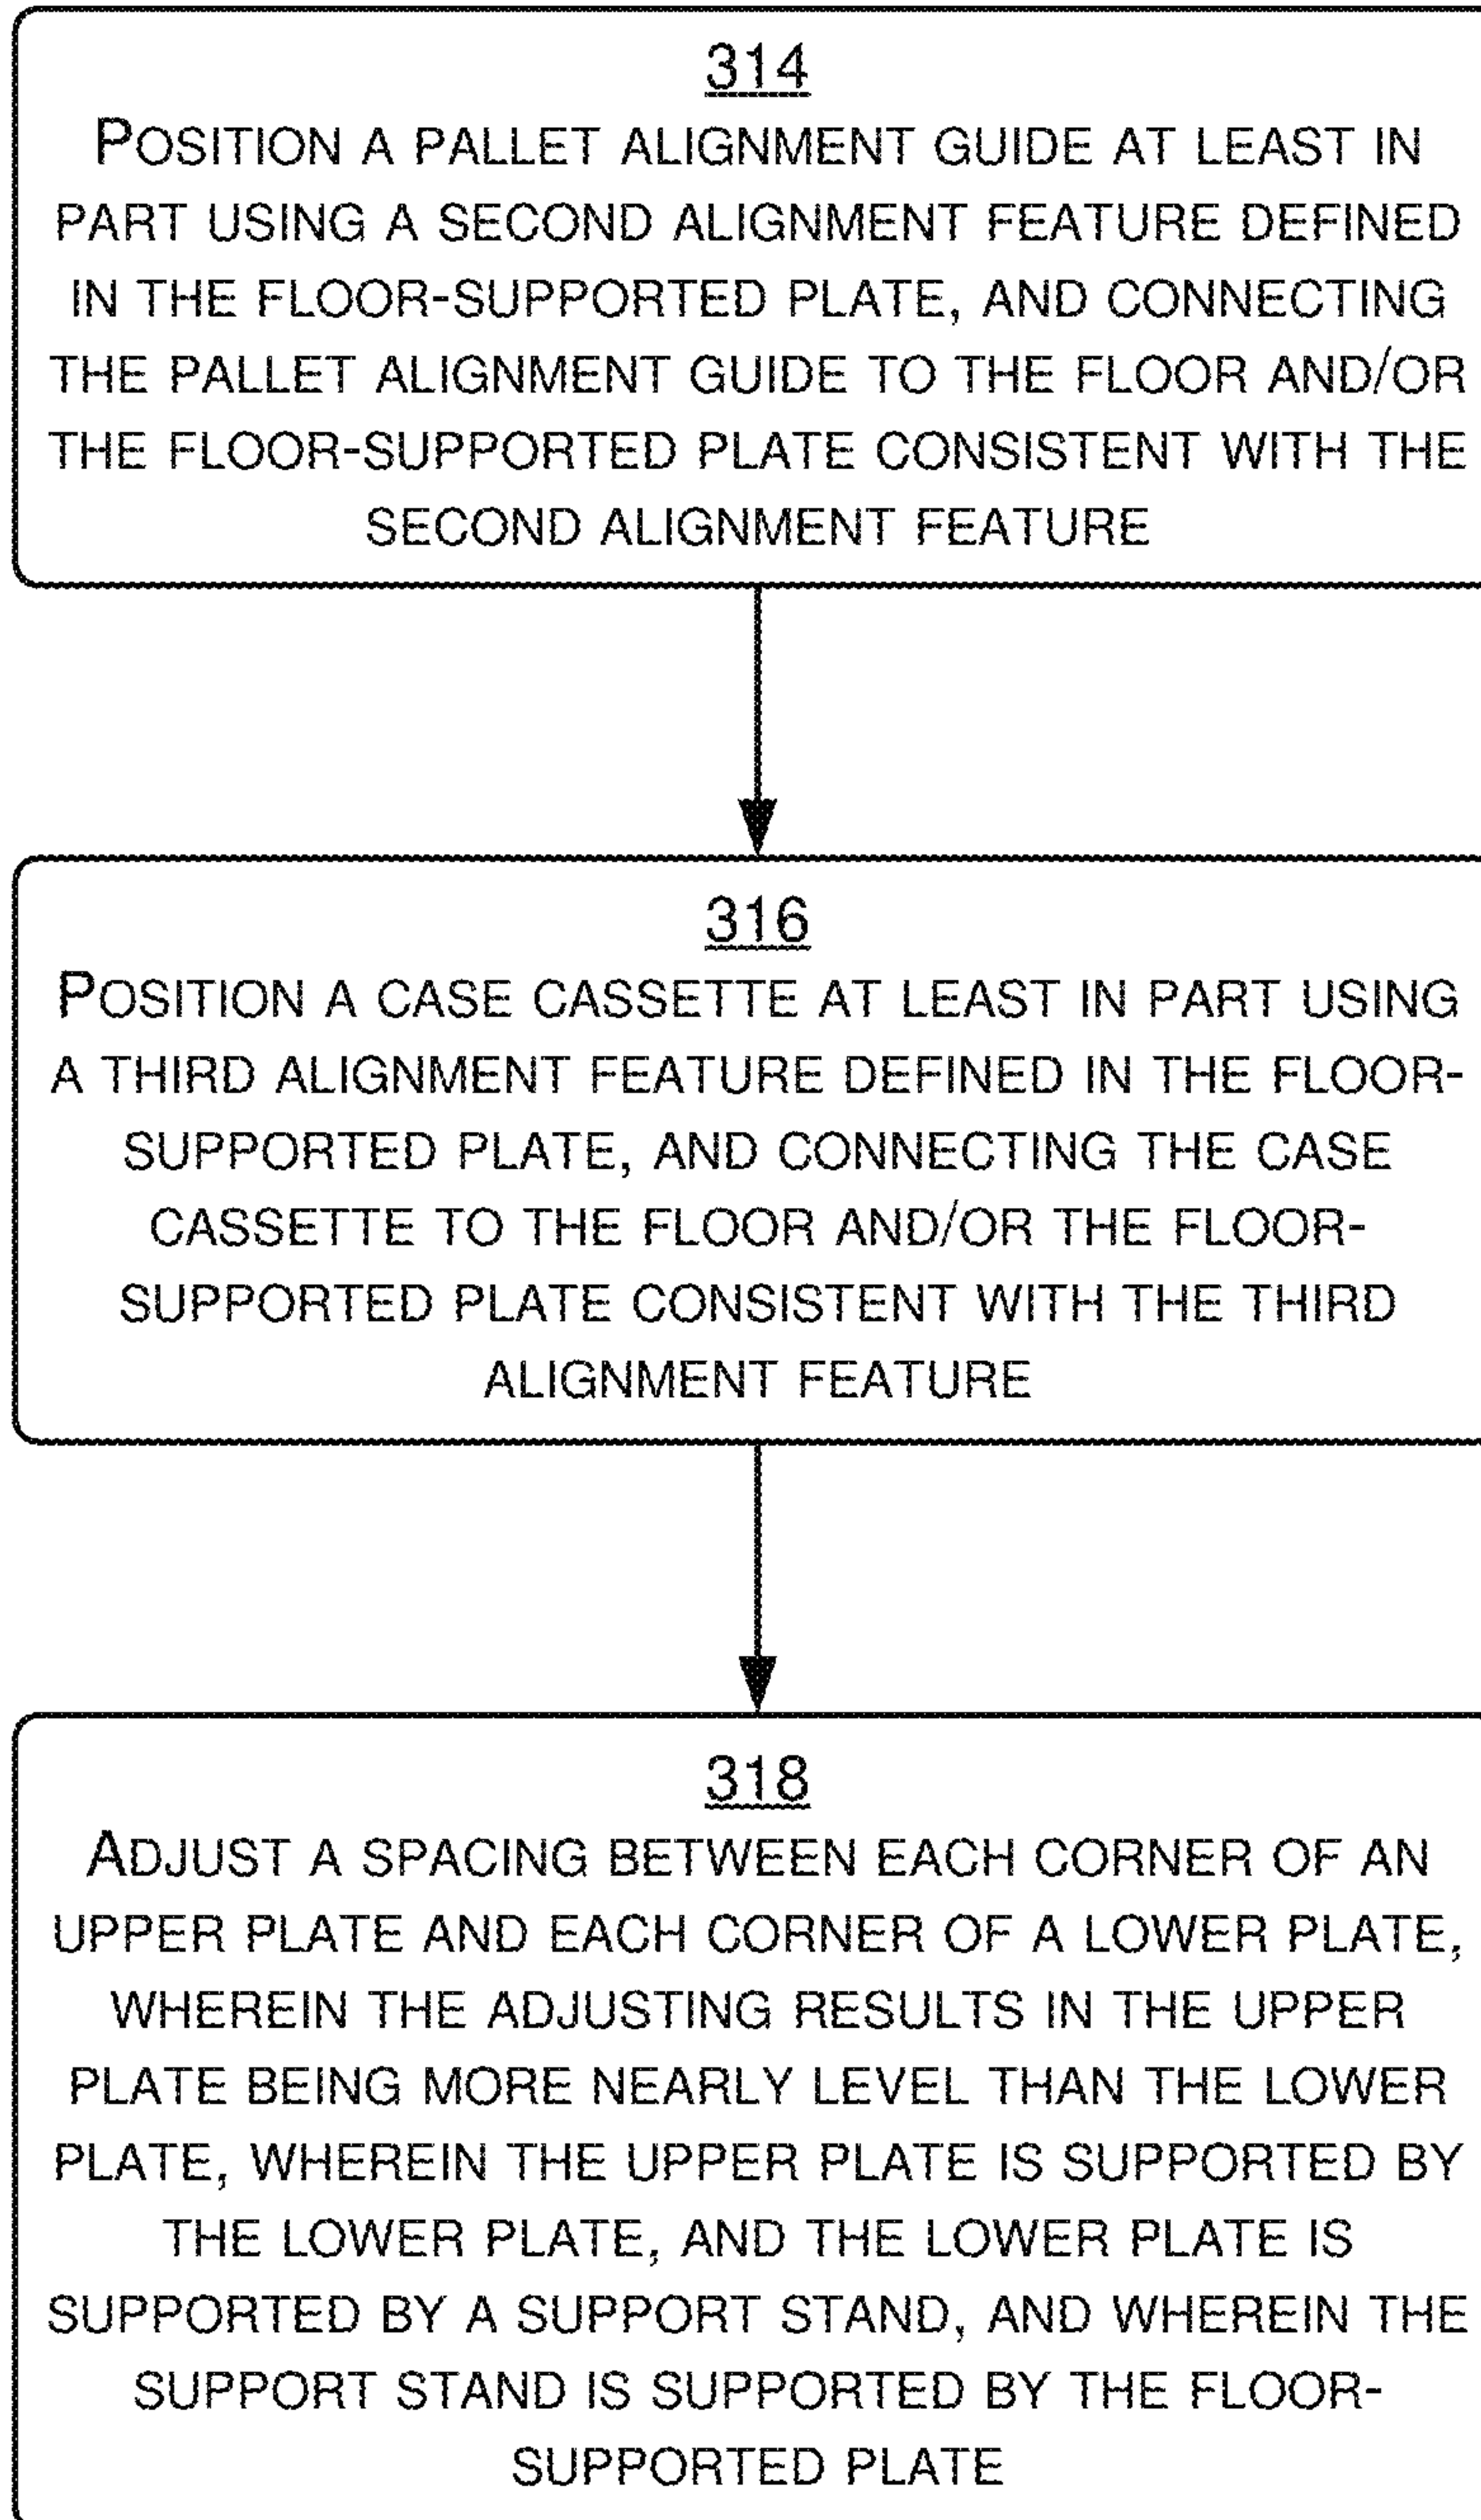 314
POSITION A PALLET ALIGNMENT GUIDE AT LEAST IN
PART USING A SECOND ALIGNMENT FEATURE DEFINED
IN THE FLOOR-SUPPORTED PLATE, AND CONNECTING
THE PALLET ALIGNMENT GUIDE TO THE FLOOR AND/OR
THE FLOOR-SUPPORTED PLATE CONSISTENT WITH THE
SECOND ALIGNMENT FEATURE
316
POSITION A CASE CASSETTE AT LEAST IN PART USING
A THIRD ALIGNMENT FEATURE DEFINED IN THE FLOOR-
SUPPORTED PLATE, AND CONNECTING THE CASE
CASSETTE TO THE FLOOR AND/OR THE FLOOR-
SUPPORTED PLATE CONSISTENT WITH THE THIRD
ALIGNMENT FEATURE
318
ADJUST A SPACING BETWEEN EACH CORNER OF AN
UPPER PLATE AND EACH CORNER OF A LOWER PLATE,
WHEREIN THE ADJUSTING RESULTS IN THE UPPER
PLATE BEING MORE NEARLY LEVEL THAN THE LOWER
PLATE, WHEREIN THE UPPER PLATE IS SUPPORTED BY
THE LOWER PLATE, AND THE LOWER PLATE IS
SUPPORTED BY A SUPPORT STAND, AND WHEREIN THE
SUPPORT STAND IS SUPPORTED BY THE FLOOR-
SUPPORTED PLATE